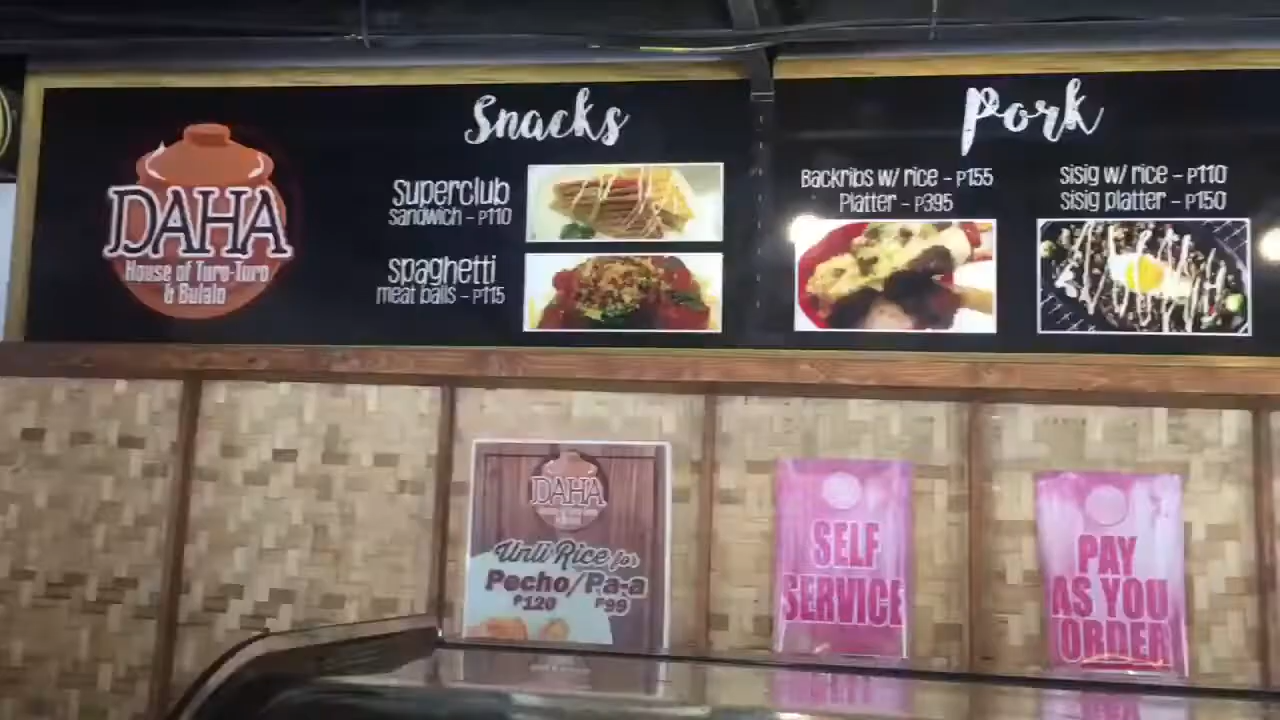 DAHA
House of Turo-Turo
& Bulalo
Snacks
superclub
sandwich - P110
spaghetti
meat balls - P115
Pork
Backribs w/ rice - P155
Platter - P395
sisig w/ rice - P110
sisig platter - P150
DAHA
Unli Rice for
Pecho/Pa-a
P120 P99
SELF
SERVICE
PAY
AS YOU
ORDER